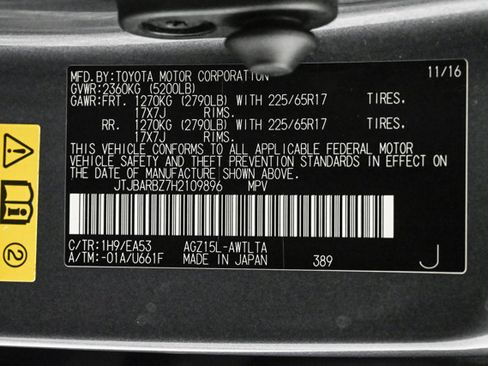 MFD.BY:TOYOTA MOTOR CORPORATION 11/16
GVWR:2360KG (5200LB)
GAWR:FRT. 1270KG (2790LB) WITH 225/65R17 TIRES.
17X7J RIMS.
RR. 1270KG (2790LB) WITH 225/65R17 TIRES.
17X7J RIMS.
THIS VEHICLE CONFORMS TO ALL APPLICABLE FEDERAL MOTOR
VEHICLE SAFETY AND THEFT PREVENTION STANDARDS IN EFFECT
ON THE DATE OF MANUFACTURE SHOWN ABOVE.
JTJBARBZ7H2109896 MPV
C/TR:1H9/EA53 AGZ15L-AWTLTA
A/TM:-01A/U661F MADE IN JAPAN 389 J
2